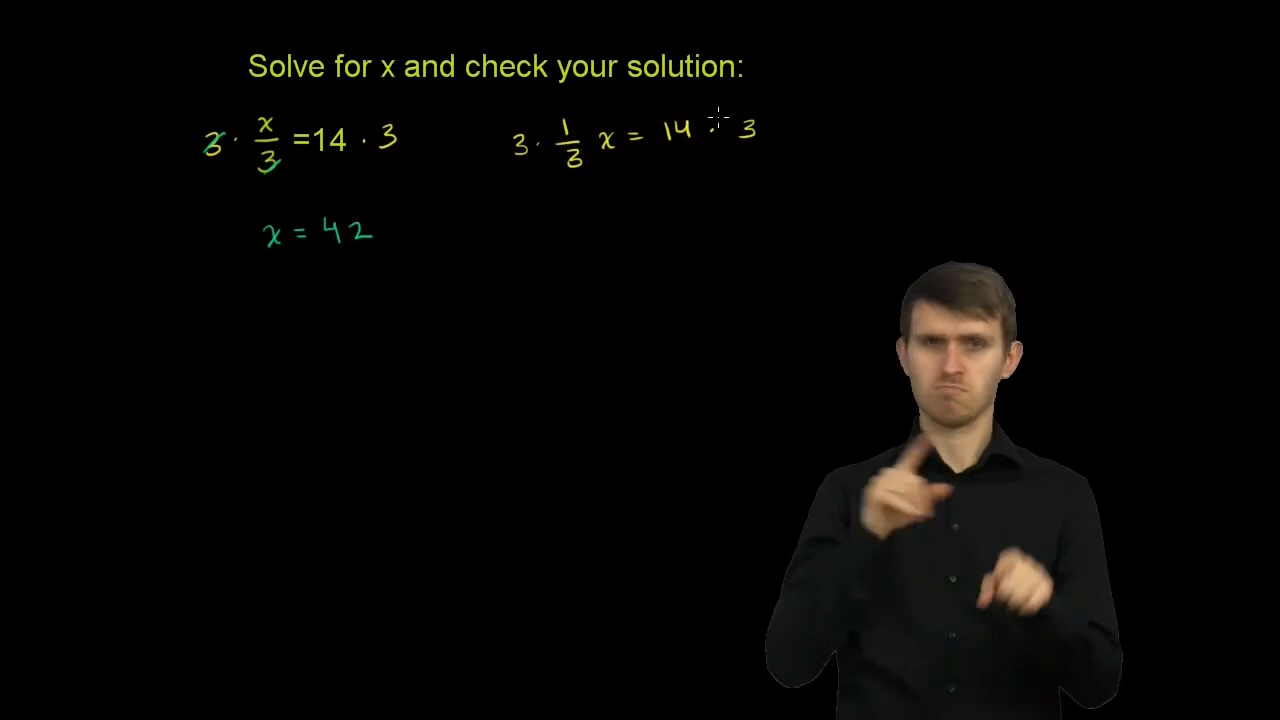 Solve for x and check your solution:
3 · x/3 =14 · 3
3 · 1/3 x = 14 · 3
x = 42